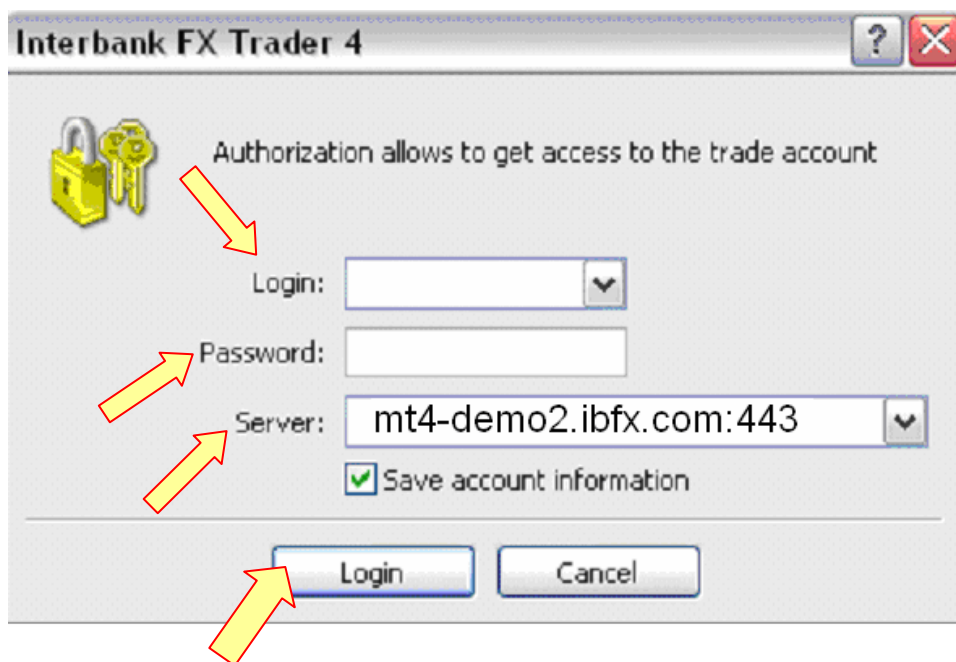 Interbank FX Trader 4
?
Authorization allows to get access to the trade account
Login:
Password:
Server: mt4-demo2.ibfx.com:443
Save account information
Login Cancel